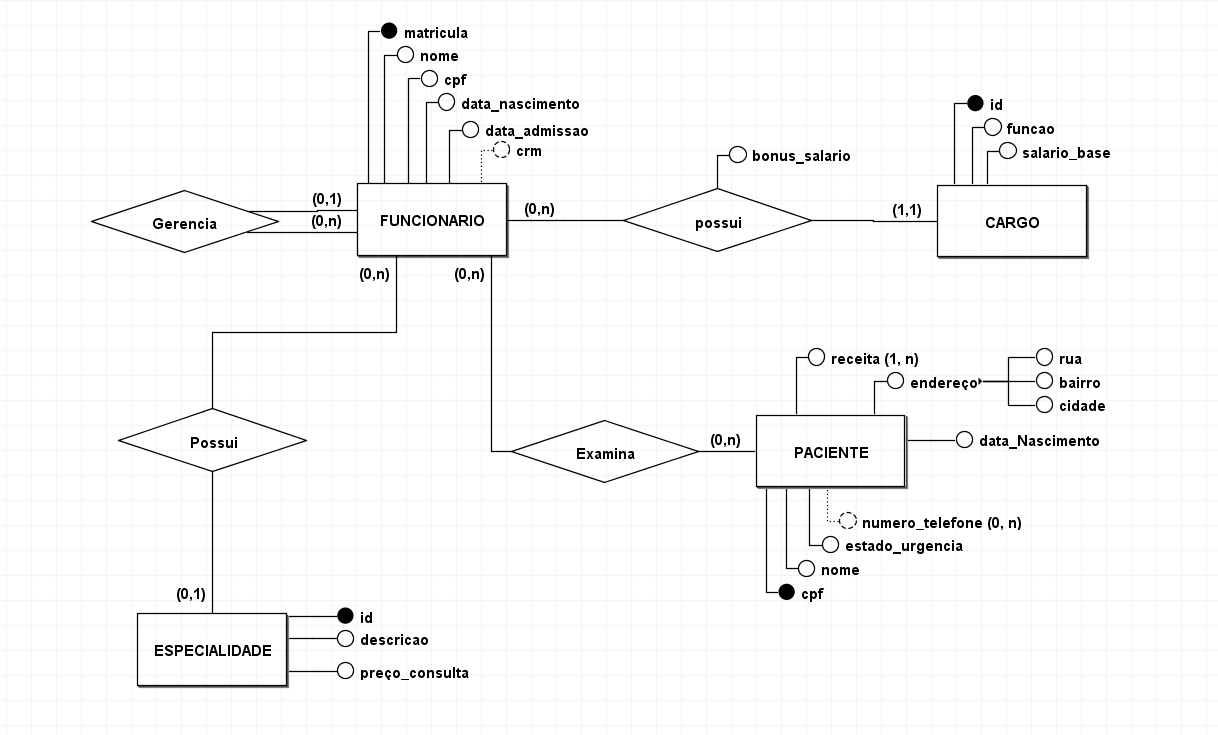 matricula
nome
cpf
data_nascimento
data_admissao
crm
id
funcao
salario_base
bonus_salario
Gerencia
(0,1)
(0,n)
FUNCIONARIO
(0,n)
possui
(1,1)
CARGO
(0,n)
(0,n)
receita (1, n)
endereço
rua
bairro
cidade
Possui
Examina
(0,n)
PACIENTE
data_Nascimento
numero_telefone (0, n)
estado_urgencia
nome
cpf
(0,1)
ESPECIALIDADE
id
descricao
preço_consulta